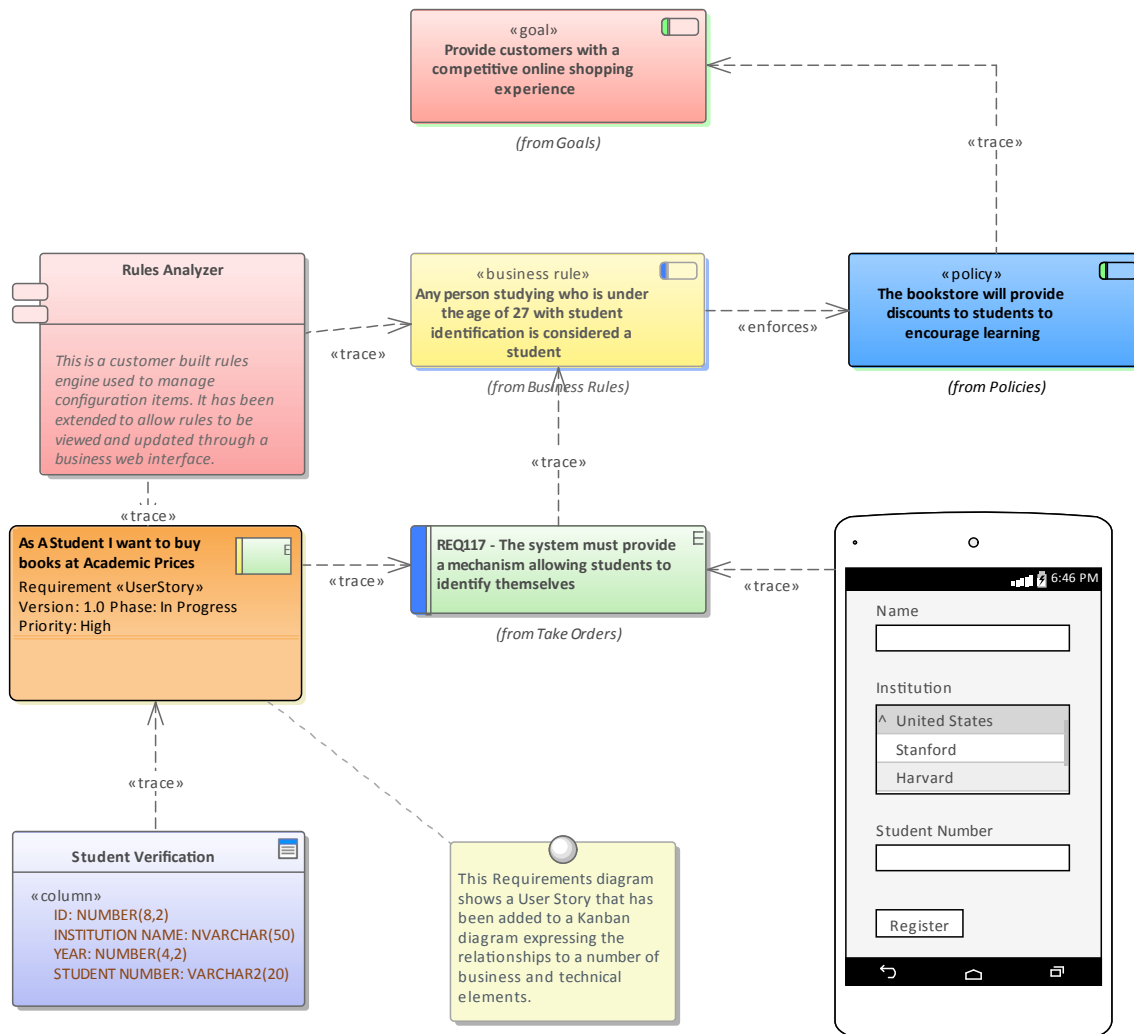 «goal»
Provide customers with a
competitive online shopping
experience
(from Goals)
«trace»
Rules Analyzer
This is a customer built rules
engine used to manage
configuration items. It has been
extended to allow rules to be
viewed and updated through a
business web interface.
«trace»
«business rule»
Any person studying who is under
the age of 27 with student
identification is considered a
student
(from Business Rules)
«enforces»
«policy»
The bookstore will provide
discounts to students to
encourage learning
(from Policies)
«trace»
«trace»
As A Student I want to buy
books at Academic Prices
Requirement «UserStory»
Version: 1.0 Phase: In Progress
Priority: High
E
«trace»
REQ117 - The system must provide
a mechanism allowing students to
identify themselves
E
(from Take Orders)
«trace»
6:46 PM
Name
Institution
^ United States
Stanford
Harvard
Student Number
Register
«trace»
Student Verification
«column»
ID: NUMBER(8,2)
INSTITUTION NAME: NVARCHAR(50)
YEAR: NUMBER(4,2)
STUDENT NUMBER: VARCHAR2(20)
This Requirements diagram
shows a User Story that has
been added to a Kanban
diagram expressing the
relationships to a number of
business and technical
elements.